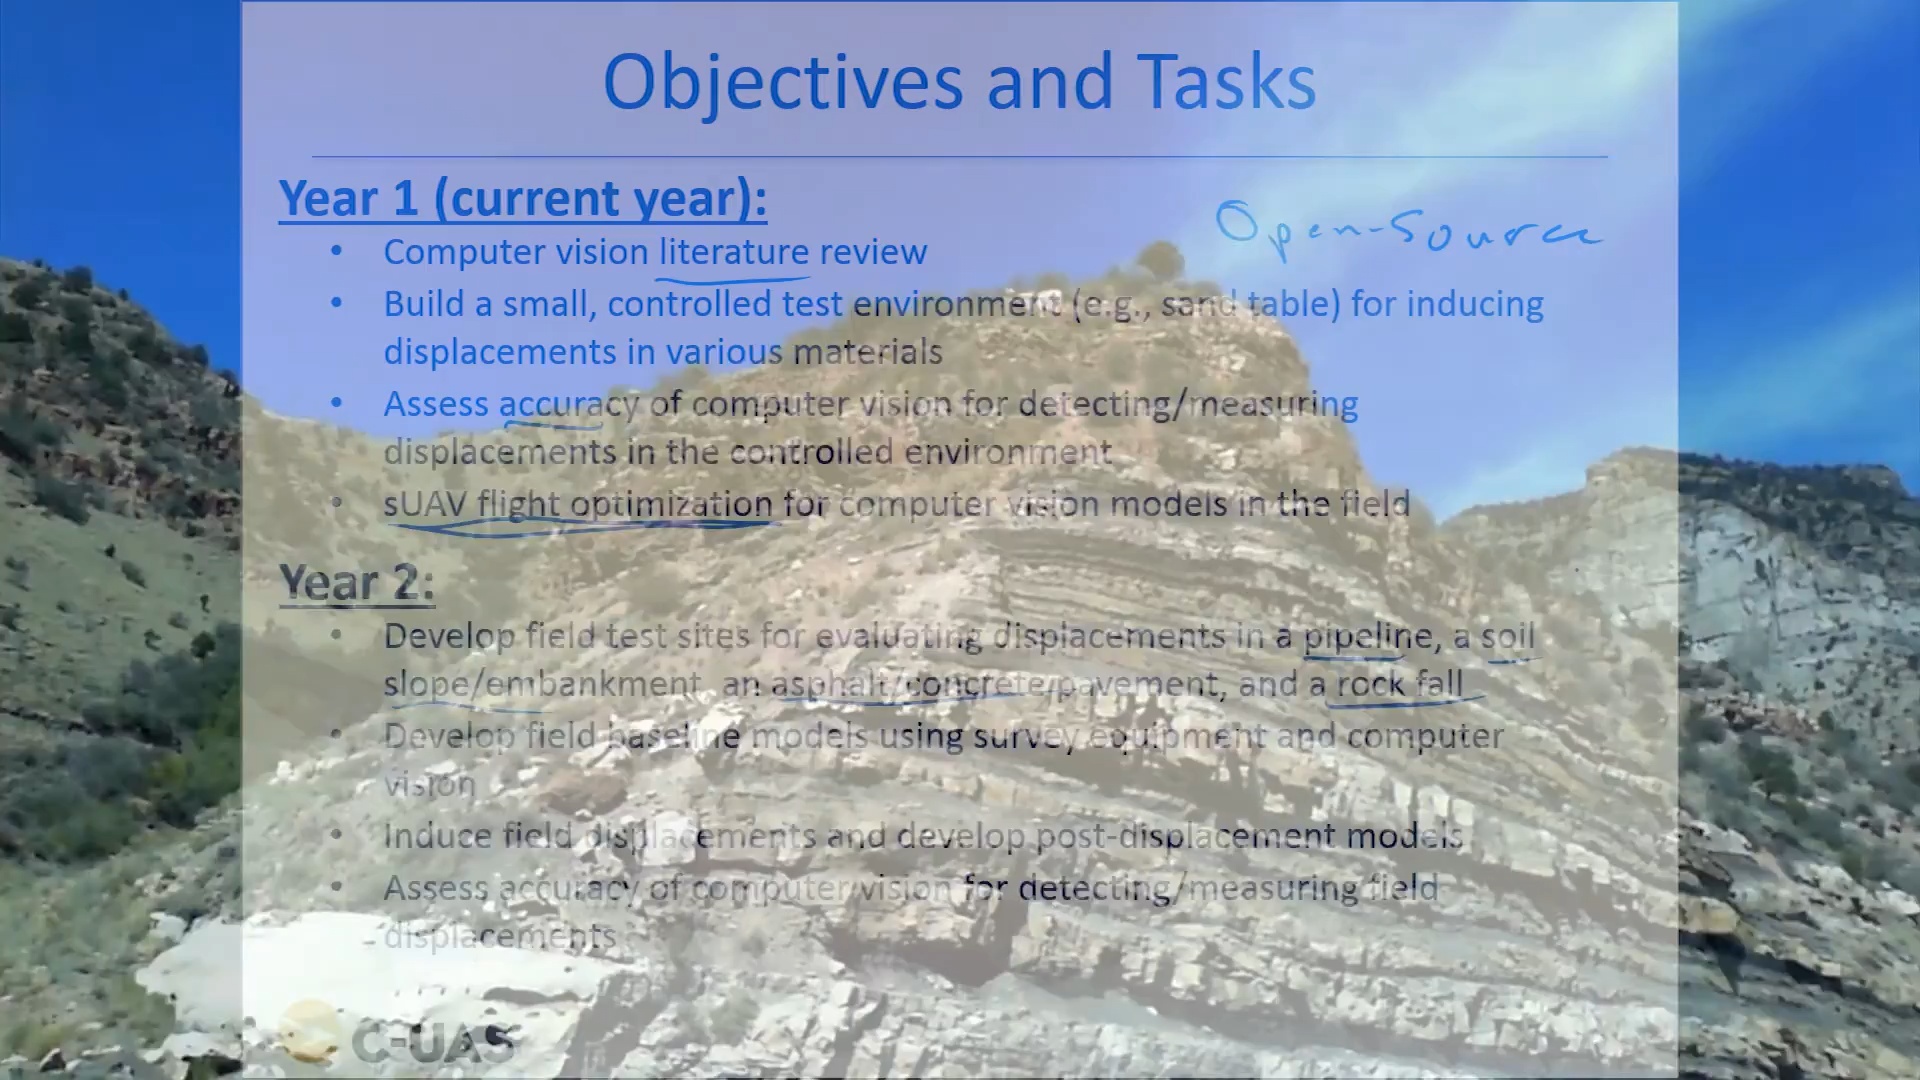 Objectives and Tasks
Year 1 (current year):
Open-Source
• Computer vision literature review
• Build a small, controlled test environment (e.g., sand table) for inducing
displacements in various materials
• Assess accuracy of computer vision for detecting/measuring
displacements in the controlled environment
• sUAV flight optimization for computer vision models in the field
Year 2:
• Develop field test sites for evaluating displacements in a pipeline, a soil
slope/embankment, an asphalt/concrete/pavement, and a rock fall
• Develop field baseline models using survey equipment and computer
vision
• Induce field displacements and develop post-displacement models
• Assess accuracy of computer vision for detecting/measuring field
displacements
C-UAS